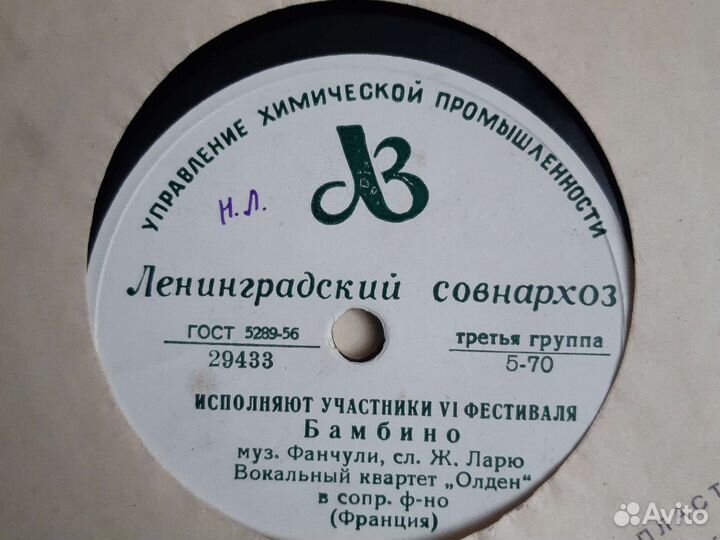 УПРАВЛЕНИЕ ХИМИЧЕСКОЙ ПРОМЫШЛЕННОСТИ
ЛЗ
Н.Л.
Ленинградский совнархоз
ГОСТ 5289-56 третья группа
29433 5-70
ИСПОЛНЯЮТ УЧАСТНИКИ VI ФЕСТИВАЛЯ
Бамбино
муз. Фанчули, сл. Ж. Ларю
Вокальный квартет „Олден"
в сопр. ф-но
(Франция)
ПЛАСТ
Avito